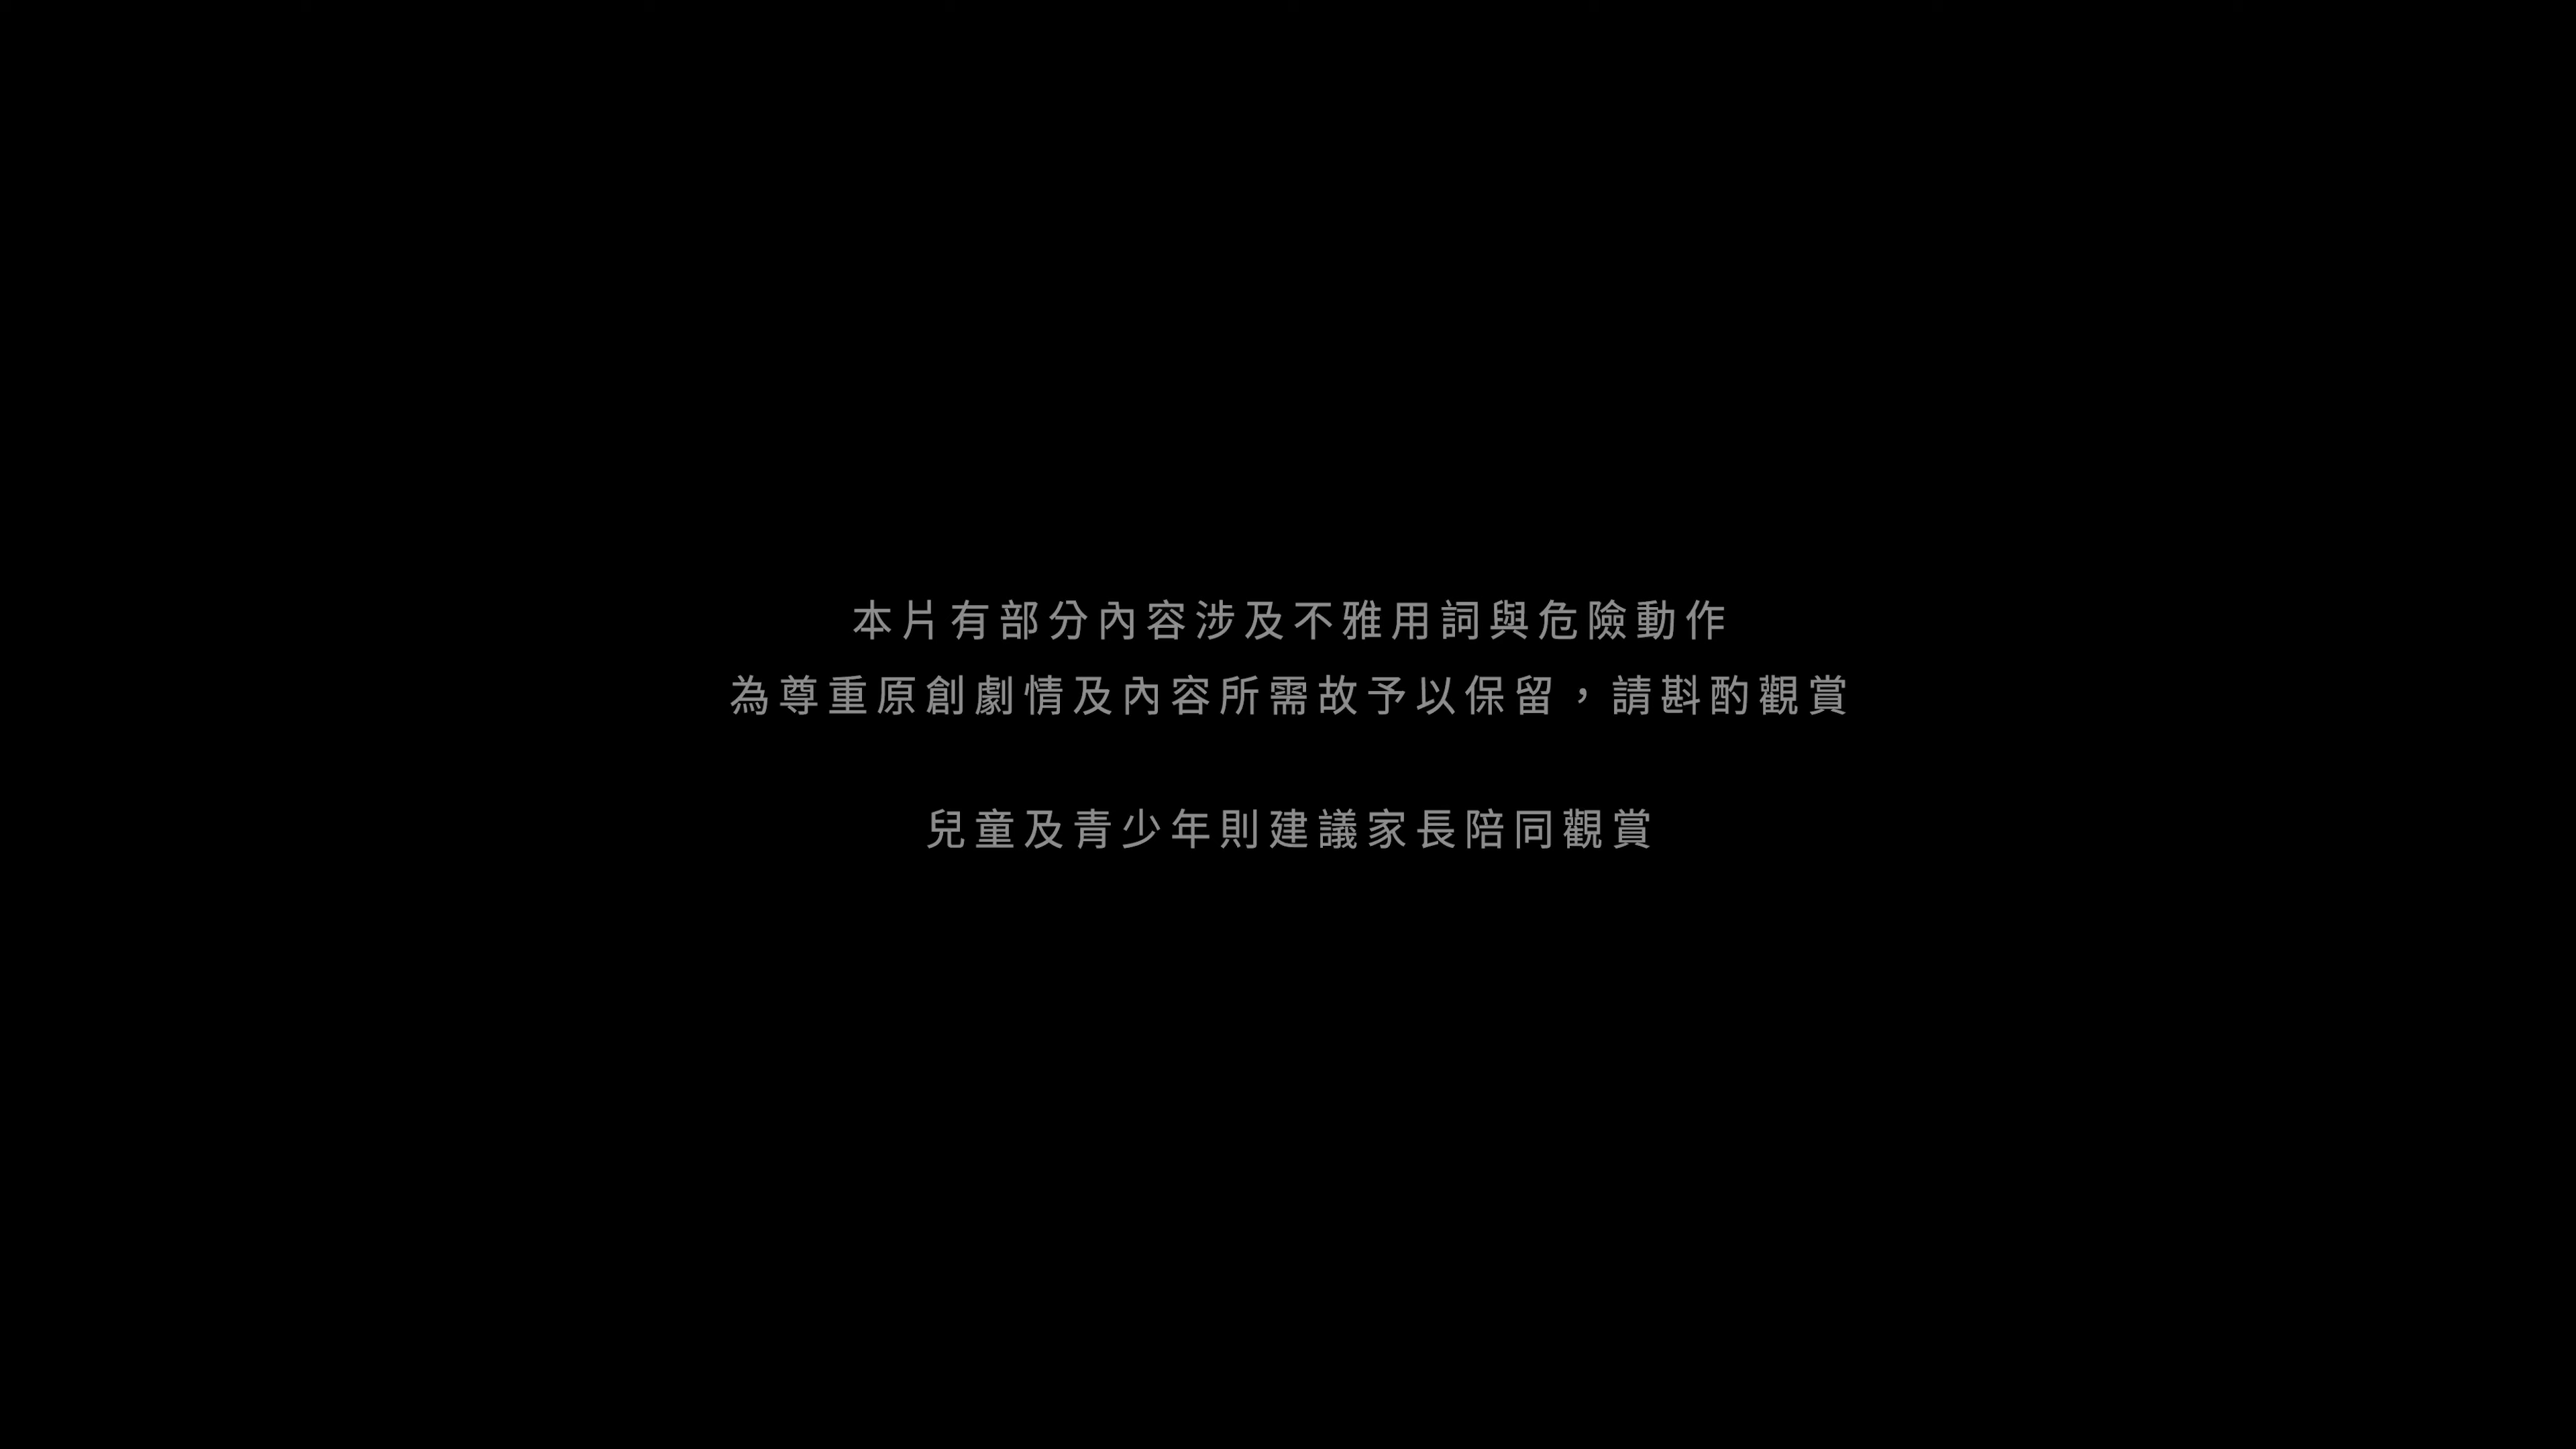 本片有部分內容涉及不雅用詞與危險動作
為尊重原創劇情及內容所需故予以保留，請斟酌觀賞
兒童及青少年則建議家長陪同觀賞